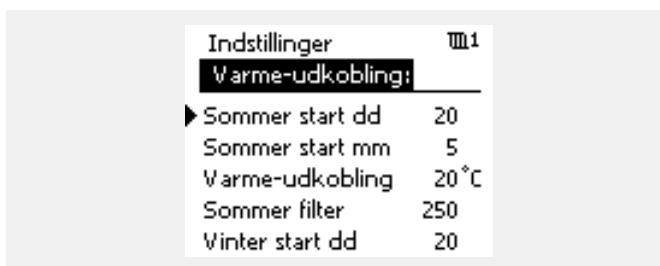 Indstillinger 1
Varme-udkobling:
Sommer start dd 20
Sommer start mm 5
Varme-udkobling 20°C
Sommer filter 250
Vinter start dd 20